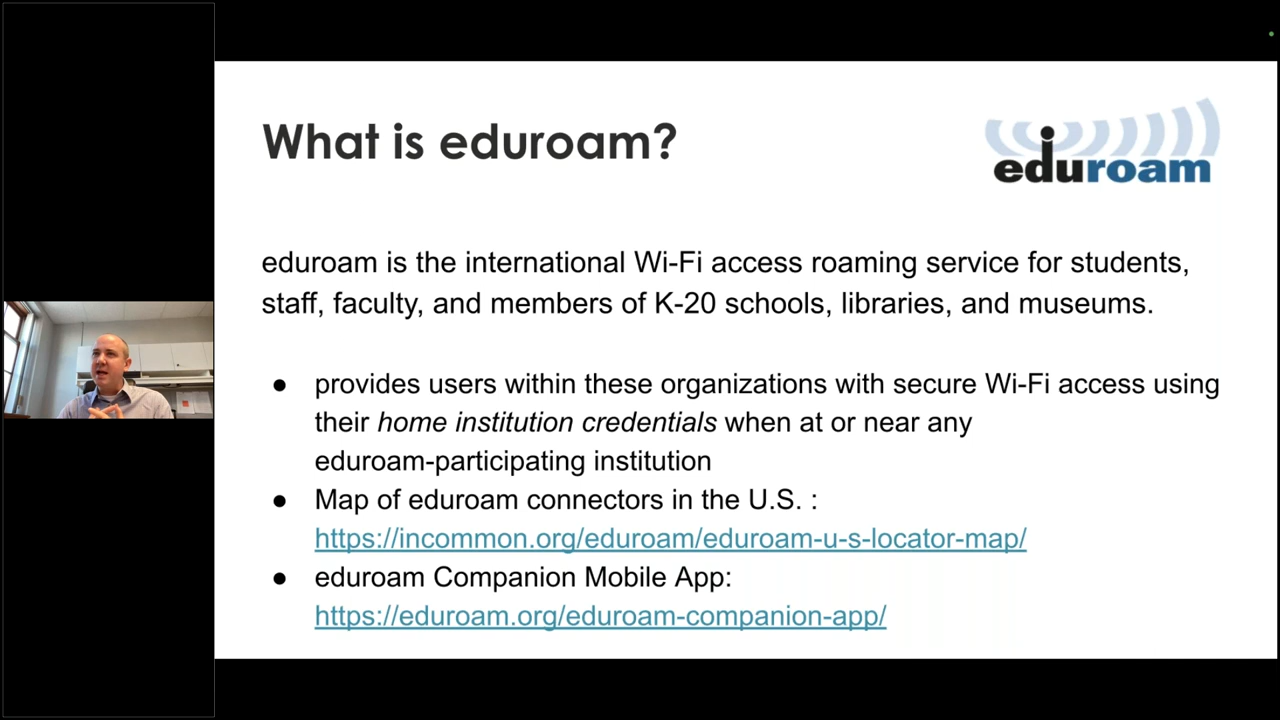 What is eduroam?
eduroam
eduroam is the international Wi-Fi access roaming service for students,
staff, faculty, and members of K-20 schools, libraries, and museums.
● provides users within these organizations with secure Wi-Fi access using
their home institution credentials when at or near any
eduroam-participating institution
● Map of eduroam connectors in the U.S. :
https://incommon.org/eduroam/eduroam-u-s-locator-map/
● eduroam Companion Mobile App:
https://eduroam.org/eduroam-companion-app/